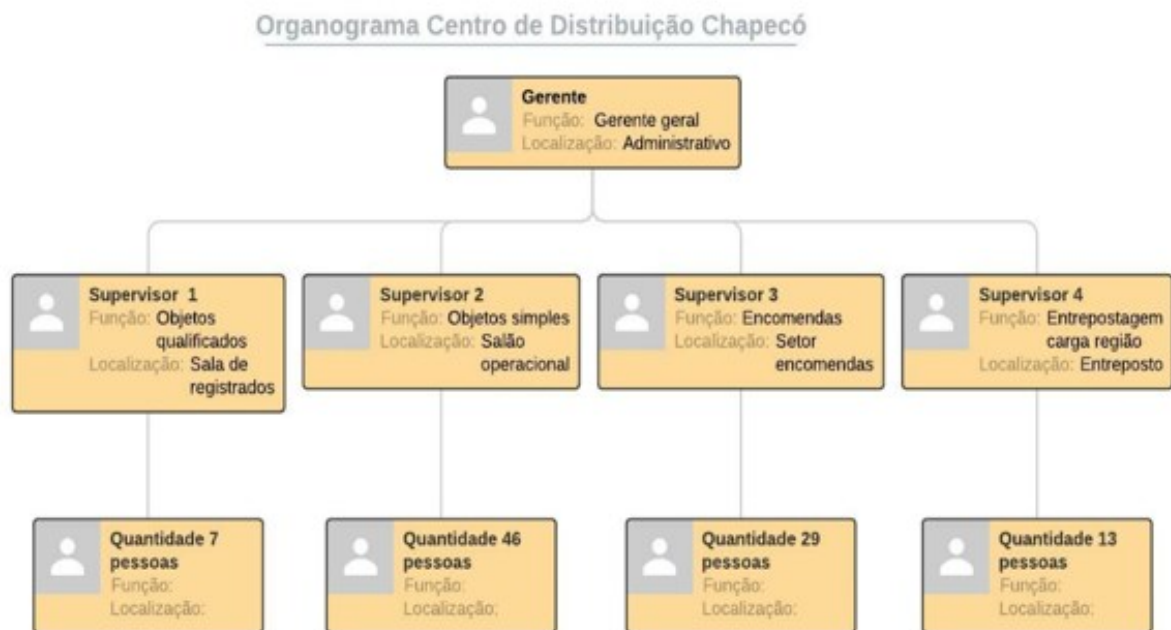 Organograma Centro de Distribuição Chapecó
Gerente
Função: Gerente geral
Localização: Administrativo
Supervisor 1
Função: Objetos
qualificados
Localização: Sala de
registrados
Supervisor 2
Função: Objetos simples
Localização: Salão
operacional
Supervisor 3
Função: Encomendas
Localização: Setor
encomendas
Supervisor 4
Função: Entrepostagem
carga região
Localização: Entreposto
Quantidade 7
pessoas
Função:
Localização:
Quantidade 46
pessoas
Função:
Localização:
Quantidade 29
pessoas
Função:
Localização:
Quantidade 13
pessoas
Função:
Localização: